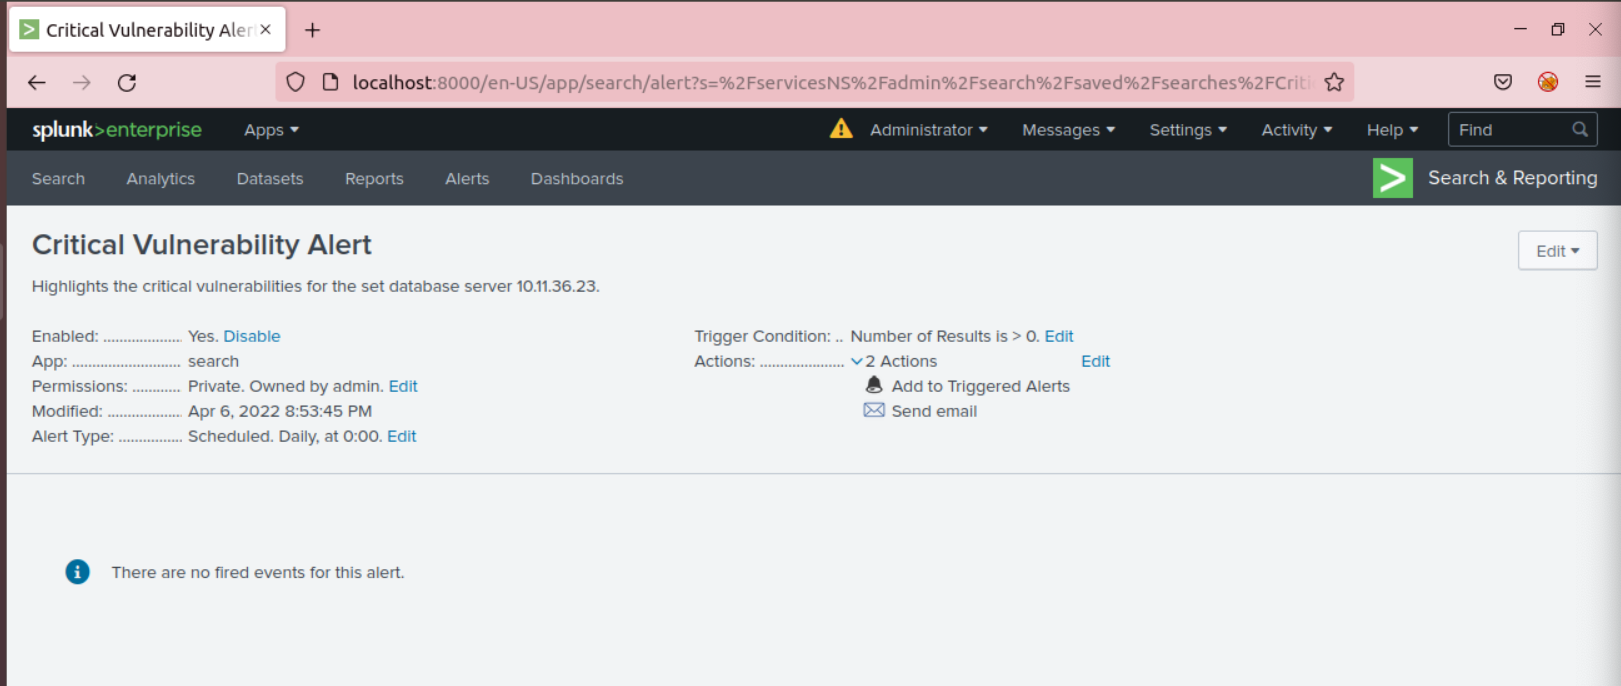 Critical Vulnerability Aler
localhost:8000/en-US/app/search/alert?s=%2FservicesNS%2Fadmin%2Fsearch%2Fsaved%2Fsearches%2FCriti
splunk>enterprise Apps Administrator Messages Settings Activity Help Find
Search Analytics Datasets Reports Alerts Dashboards Search & Reporting
Critical Vulnerability Alert
Edit
Highlights the critical vulnerabilities for the set database server 10.11.36.23.
Enabled: ................... Yes. Disable
App: .......................... search
Permissions: ............ Private. Owned by admin. Edit
Modified: ................... Apr 6, 2022 8:53:45 PM
Alert Type: ................ Scheduled. Daily, at 0:00. Edit
Trigger Condition: .. Number of Results is > 0. Edit
Actions: ..................... 2 Actions Edit
Add to Triggered Alerts
Send email
There are no fired events for this alert.